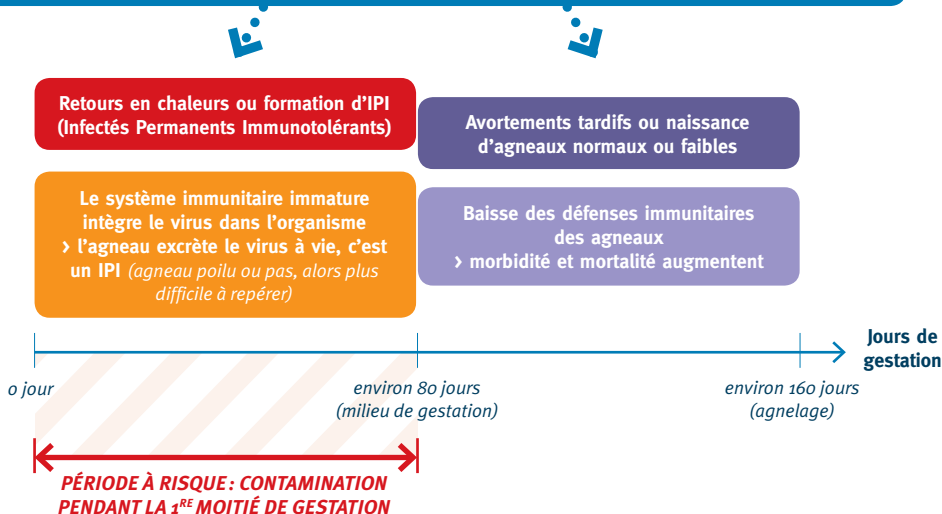 Retours en chaleurs ou formation d'IPI
(Infectés Permanents Immunotolérants)
Avortements tardifs ou naissance
d'agneaux normaux ou faibles
Le système immunitaire immature
intègre le virus dans l'organisme
› l'agneau excrète le virus à vie, c'est
un IPI (agneau poilu ou pas, alors plus
difficile à repérer)
Baisse des défenses immunitaires
des agneaux
› morbidité et mortalité augmentent
Jours de
gestation
0 jour
environ 80 jours
(milieu de gestation)
environ 160 jours
(agnelage)
PÉRIODE À RISQUE : CONTAMINATION
PENDANT LA 1RE MOITIÉ DE GESTATION